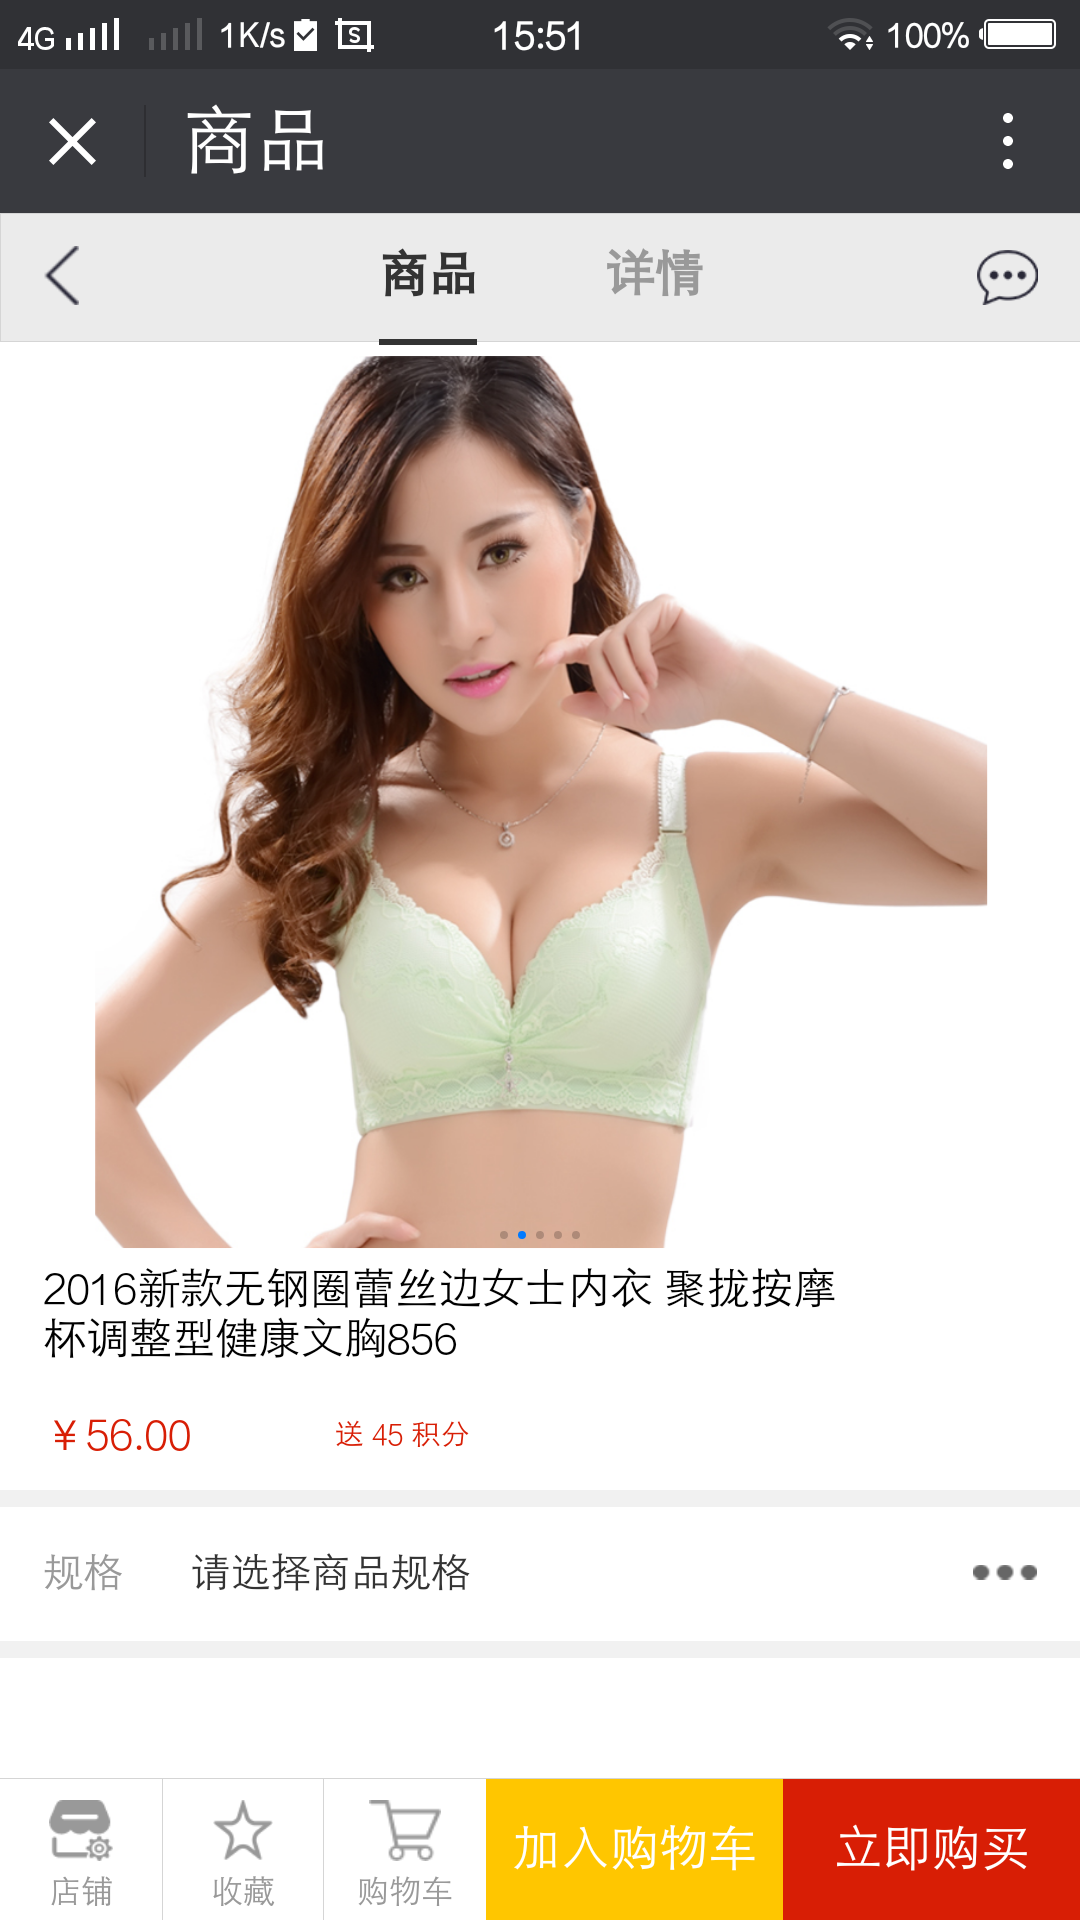 4G 1K/s S 15:51 100%
商品
商品 详情
2016新款无钢圈蕾丝边女士内衣 聚拢按摩
杯调整型健康文胸856
￥56.00 送 45 积分
规格 请选择商品规格
店铺 收藏 购物车 加入购物车 立即购买